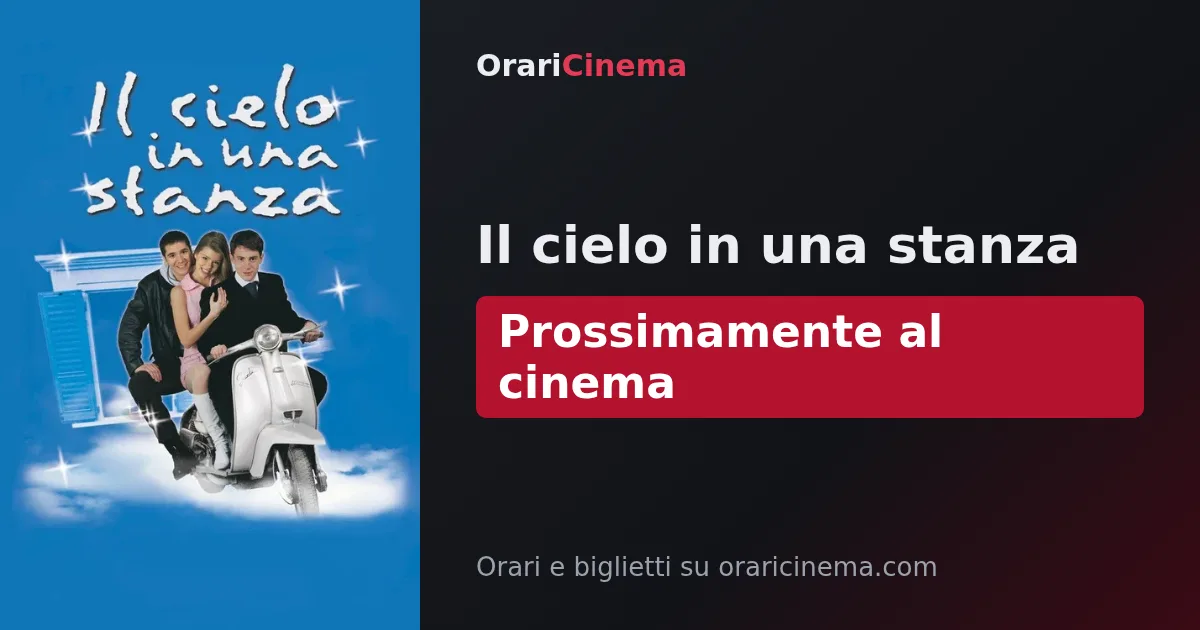 Il cielo
in una
stanza
OrariCinema
Il cielo in una stanza
Prossimamente al
cinema
Orari e biglietti su oraricinema.com